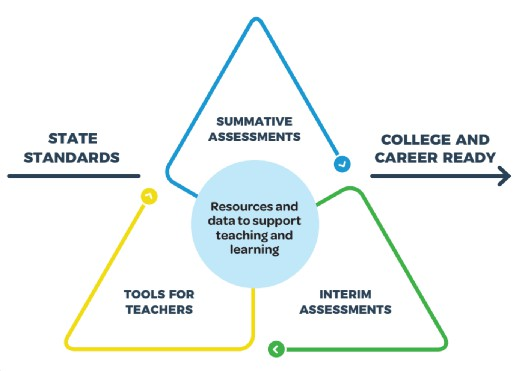 SUMMATIVE
ASSESSMENTS
STATE
STANDARDS
COLLEGE AND
CAREER READY
Resources and
data to support
teaching and
learning
TOOLS FOR
TEACHERS
INTERIM
ASSESSMENTS